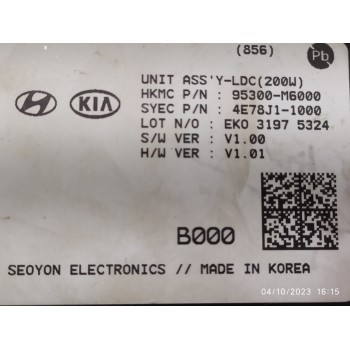 (856)
Pb
UNIT ASS'Y-LDC(200W)
HKMC P/N : 95300-M6000
SYEC P/N : 4E78J1-1000
LOT N/O : EKO 3197 5324
S/W VER : V1.00
H/W VER : V1.01
KIA
B000
SEOYON ELECTRONICS // MADE IN KOREA
04/10/2023 16:15